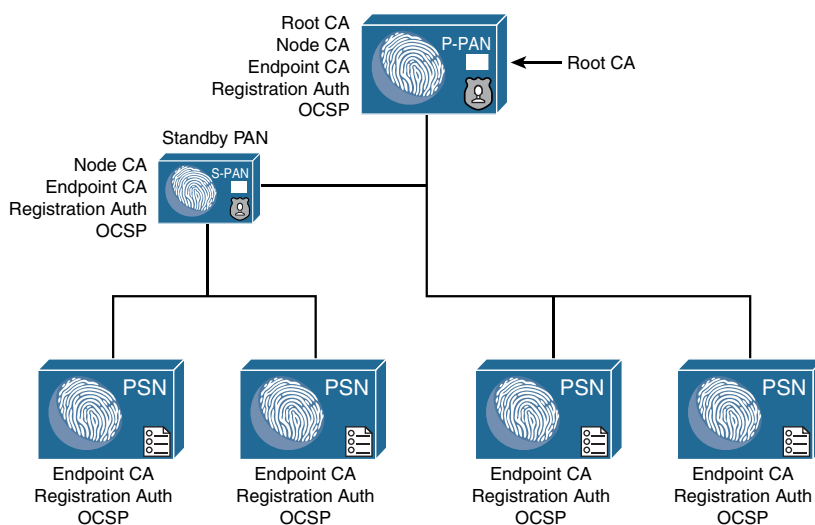 Root CA
Node CA
Endpoint CA
Registration Auth
OCSP
P-PAN
Root CA
Standby PAN
Node CA
Endpoint CA
Registration Auth
OCSP
S-PAN
PSN
PSN
PSN
PSN
Endpoint CA
Registration Auth
OCSP
Endpoint CA
Registration Auth
OCSP
Endpoint CA
Registration Auth
OCSP
Endpoint CA
Registration Auth
OCSP